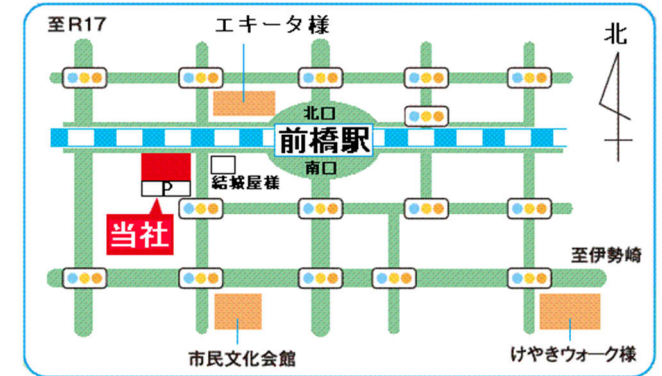 至R17
エキータ様
北
北口
前橋駅
南口
結城屋様
P
当社
至伊勢崎
市民文化会館
けやきウォーク様